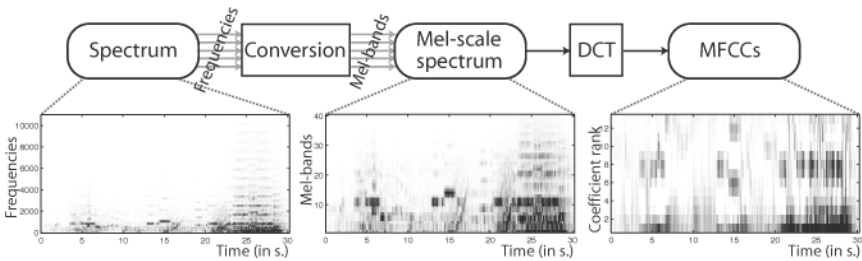 Spectrum
Frequencies
Conversion
Mel-bands
Mel-scale
spectrum
DCT
MFCCs
Frequencies
10000
8000
6000
4000
2000
0
0 5 10 15 20 25 30
Time (in s.)
Mel-bands
40
30
20
10
0 5 10 15 20 25 30
Time (in s.)
Coefficient rank
12
10
8
6
4
2
0 5 10 15 20 25 30
Time (in s.)